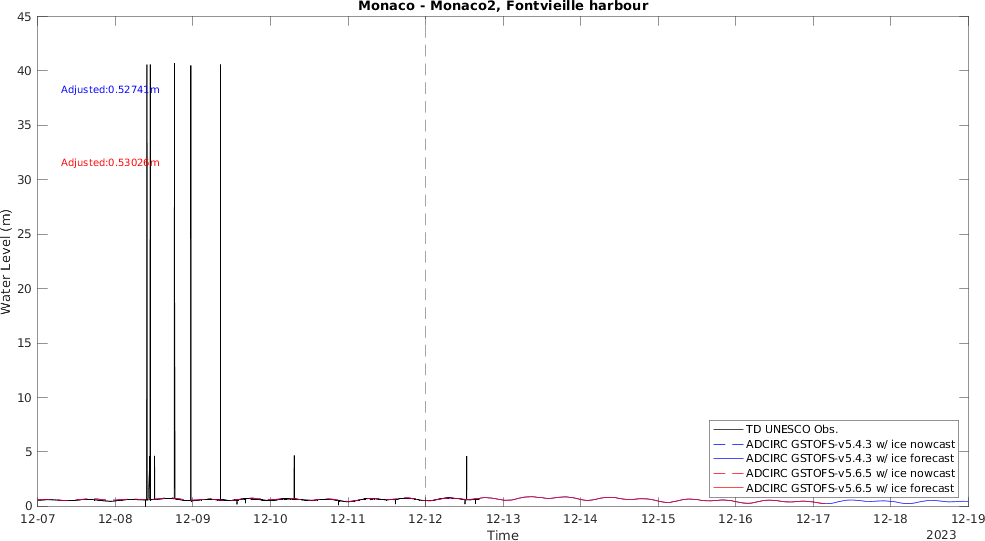 Monaco - Monaco2, Fontvieille harbour
45
40
35
30
25
20
15
10
5
0
Water Level (m)
Adjusted:0.52741m
Adjusted:0.53026m
TD UNESCO Obs.
ADCIRC GSTOFS-v5.4.3 w/ ice nowcast
ADCIRC GSTOFS-v5.4.3 w/ ice forecast
ADCIRC GSTOFS-v5.6.5 w/ ice nowcast
ADCIRC GSTOFS-v5.6.5 w/ ice forecast
12-07 12-08 12-09 12-10 12-11 12-12 12-13 12-14 12-15 12-16 12-17 12-18 12-19
Time
2023